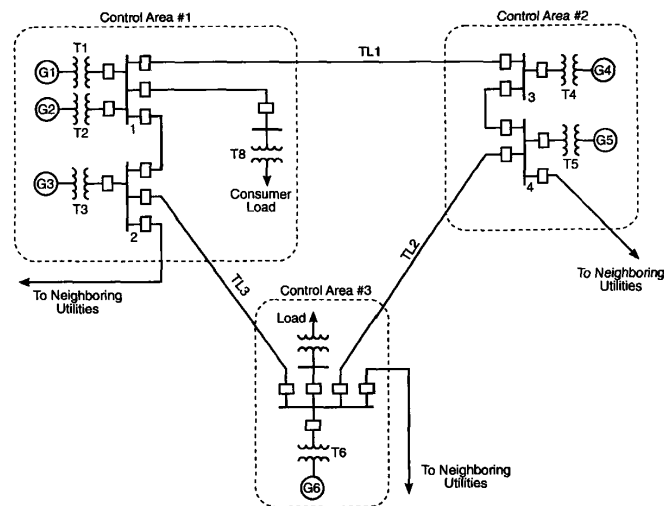 Control Area #1
Control Area #2
T1
TL1
G1
G4
T4
3
G2
T2
1
T8
G5
T5
G3
T3
Consumer
Load
4
2
TL2
TL3
To Neighboring
Utilities
To Neighboring
Utilities
Control Area #3
Load
T6
To Neighboring
Utilities
G6